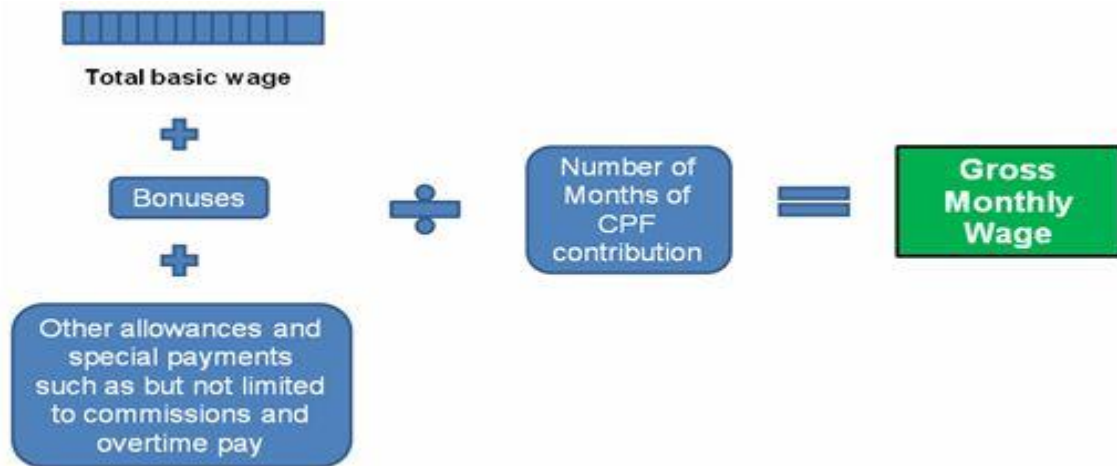 Total basic wage
Bonuses
Other allowances and
special payments
such as but not limited
to commissions and
overtime pay
Number of
Months of
CPF
contribution
Gross
Monthly
Wage